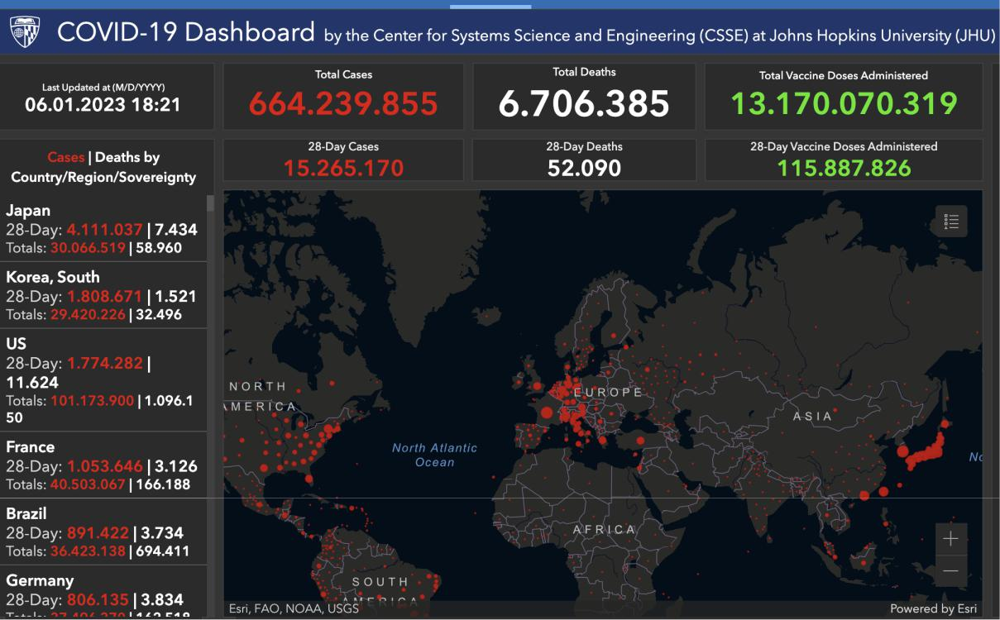 COVID-19 Dashboard by the Center for Systems Science and Engineering (CSSE) at Johns Hopkins University (JHU)
Last Updated at (M/D/YYYY)
06.01.2023 18:21
Total Cases
664.239.855
Total Deaths
6.706.385
Total Vaccine Doses Administered
13.170.070.319
28-Day Cases
15.265.170
28-Day Deaths
52.090
28-Day Vaccine Doses Administered
115.887.826
Cases | Deaths by
Country/Region/Sovereignty
Japan
28-Day: 4.111.037 | 7.434
Totals: 30.066.519 | 58.960
Korea, South
28-Day: 1.808.671 | 1.521
Totals: 29.420.226 | 32.496
US
28-Day: 1.774.282 |
11.624
Totals: 101.173.900 | 1.096.1
50
France
28-Day: 1.053.646 | 3.126
Totals: 40.503.067 | 166.188
Brazil
28-Day: 891.422 | 3.734
Totals: 36.423.138 | 694.411
Germany
28-Day: 806.135 | 3.834
NORTH
AMERICA
North Atlantic
Ocean
EUROPE
ASIA
AFRICA
SOUTH
AMERICA
Esri, FAO, NOAA, USGS
Powered by Esri